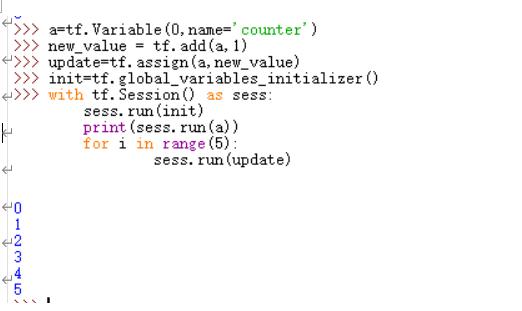 >>> a=tf.Variable(0,name='counter')
>>> new_value = tf.add(a,1)
>>> update=tf.assign(a,new_value)
>>> init=tf.global_variables_initializer()
>>> with tf.Session() as sess:
sess.run(init)
print(sess.run(a))
for i in range(5):
sess.run(update)
0
1
2
3
4
5